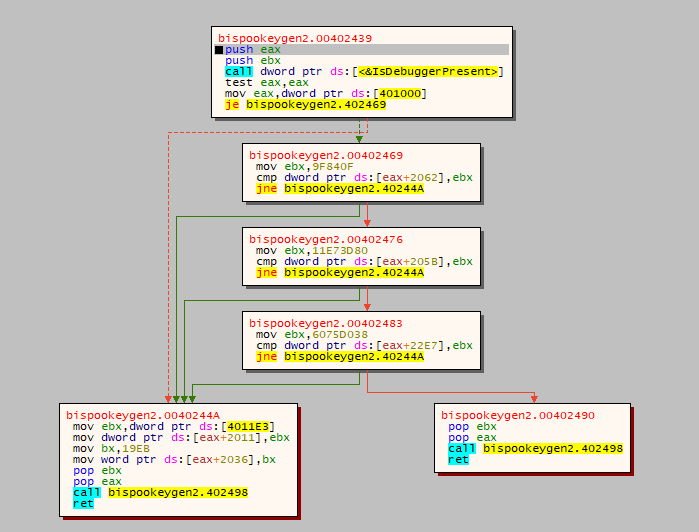 bispookeygen2.00402439
push eax
push ebx
call dword ptr ds:[<&IsDebuggerPresent>]
test eax,eax
mov eax,dword ptr ds:[401000]
je bispookeygen2.402469
bispookeygen2.00402469
mov ebx,9F840F
cmp dword ptr ds:[eax+2062],ebx
jne bispookeygen2.40244A
bispookeygen2.00402476
mov ebx,11E73D80
cmp dword ptr ds:[eax+205B],ebx
jne bispookeygen2.40244A
bispookeygen2.00402483
mov ebx,6075D038
cmp dword ptr ds:[eax+22E7],ebx
jne bispookeygen2.40244A
bispookeygen2.0040244A
mov ebx,dword ptr ds:[4011E3]
mov dword ptr ds:[eax+2011],ebx
mov bx,19EB
mov word ptr ds:[eax+2036],bx
pop ebx
pop eax
call bispookeygen2.402498
ret
bispookeygen2.00402490
pop ebx
pop eax
call bispookeygen2.402498
ret